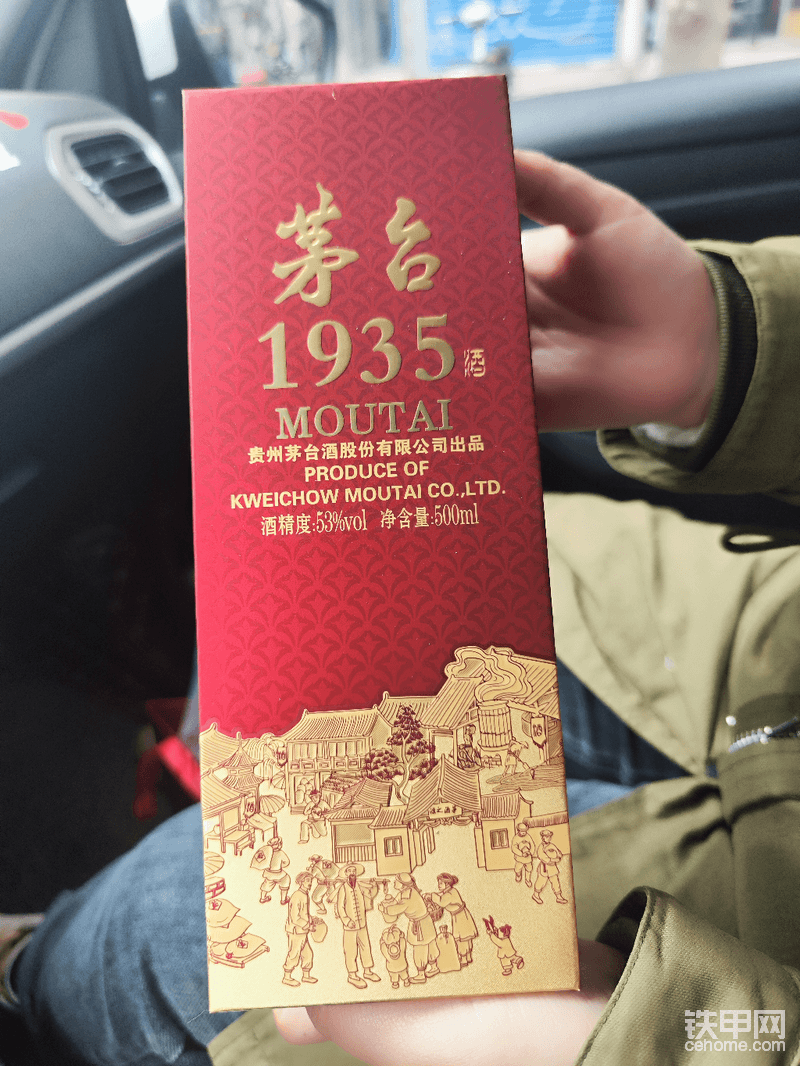 茅台
1935酒
MOUTAI
贵州茅台酒股份有限公司出品
PRODUCE OF
KWEICHOW MOUTAI CO.,LTD.
酒精度:53%vol 净含量:500ml
铁甲网
cehome.com